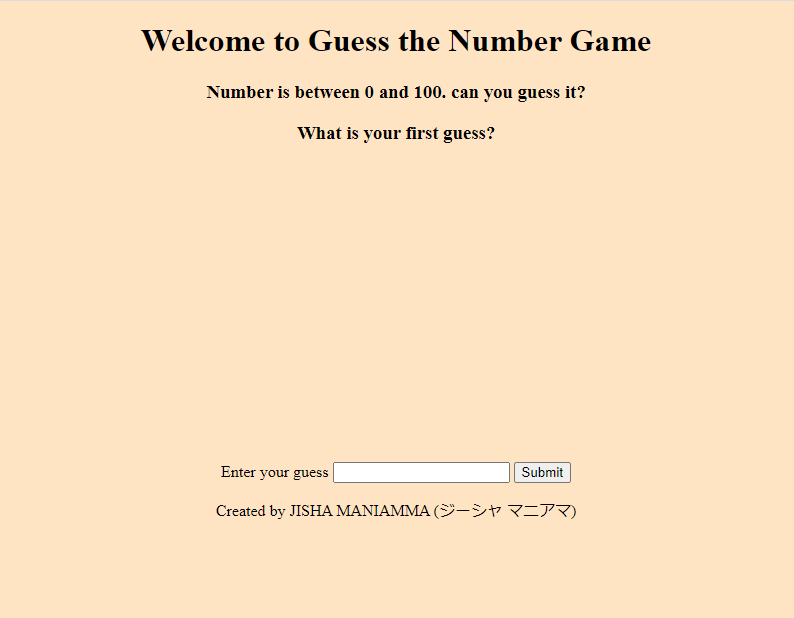 Welcome to Guess the Number Game
Number is between 0 and 100. can you guess it?
What is your first guess?
Enter your guess Submit
Created by JISHA MANIAMMA (ジーシャ マニアマ)